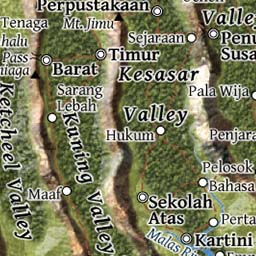 Perpustakaan
Valley
Tenaga
Mt. Jimu
halu
Pass
Timur
Sejaraan
Penu
Susa
Barat
Kesasar
Valley
Sarang
Lebah
Pala Wija
Hukum
Penjara
Ketcheel Valley
Kuning Valley
Pelosok
Bahasa
Maaf
Sekolah
Atas
Perta
Kartini
Malas Ri